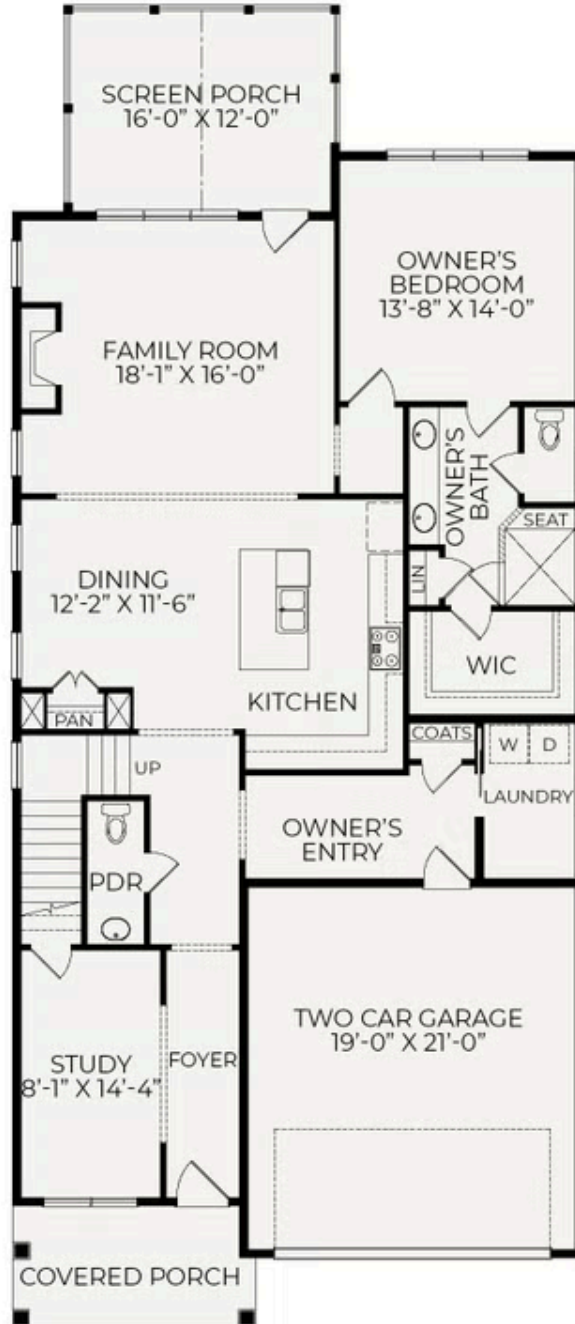 SCREEN PORCH
16'-0" X 12'-0"
OWNER'S
BEDROOM
13'-8" X 14'-0"
FAMILY ROOM
18'-1" X 16'-0"
OWNER'S
BATH
SEAT
LIN
DINING
12'-2" X 11'-6"
WIC
KITCHEN
PAN
COATS
W D
UP
LAUNDRY
OWNER'S
ENTRY
PDR
TWO CAR GARAGE
19'-0" X 21'-0"
STUDY
8'-1" X 14'-4"
FOYER
COVERED PORCH